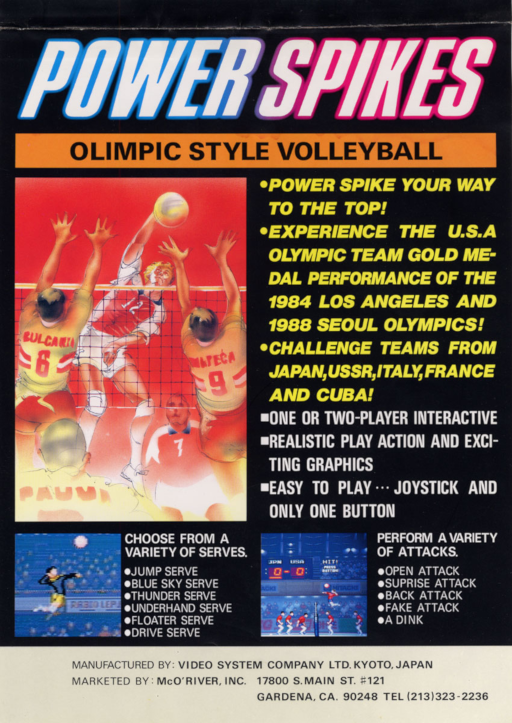 POWER SPIKES
OLIMPIC STYLE VOLLEYBALL
•POWER SPIKE YOUR WAY
TO THE TOP!
•EXPERIENCE THE U.S.A
OLYMPIC TEAM GOLD ME-
DAL PERFORMANCE OF THE
1984 LOS ANGELES AND
1988 SEOUL OLYMPICS!
•CHALLENGE TEAMS FROM
JAPAN,USSR,ITALY,FRANCE
AND CUBA!
■ONE OR TWO-PLAYER INTERACTIVE
■REALISTIC PLAY ACTION AND EXCI-
TING GRAPHICS
■EASY TO PLAY··· JOYSTICK AND
ONLY ONE BUTTON
BULGARIA
6
12
9
7
CHOOSE FROM A
VARIETY OF SERVES.
●JUMP SERVE
●BLUE SKY SERVE
●THUNDER SERVE
●UNDERHAND SERVE
●FLOATER SERVE
●DRIVE SERVE
JAPAN
0-0
HIT!
PERFORM A VARIETY
OF ATTACKS.
●OPEN ATTACK
●SUPRISE ATTACK
●BACK ATTACK
●FAKE ATTACK
●A DINK
MANUFACTURED BY: VIDEO SYSTEM COMPANY LTD. KYOTO, JAPAN
MARKETED BY: McO'RIVER, INC. 17800 S.MAIN ST. #121
GARDENA, CA. 90248 TEL (213)323-2236